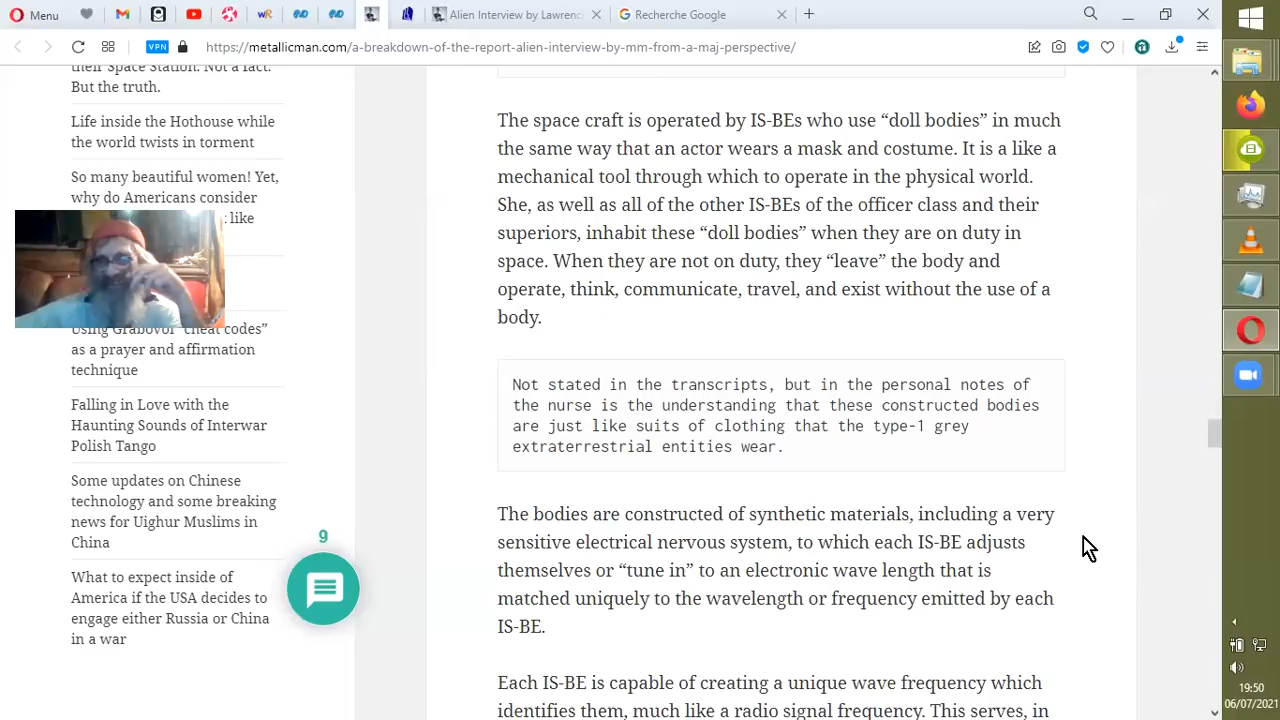 Menu
Alien Interview by Lawrenc
Recherche Google
VPN
https://metallicman.com/a-breakdown-of-the-report-alien-interview-by-mm-from-a-maj-perspective/
their Space Station. Not a fact.
But the truth.
Life inside the Hothouse while
the world twists in torment
So many beautiful women! Yet,
why do Americans consider
like
Using Grabovoi “cheat codes”
as a prayer and affirmation
technique
Falling in Love with the
Haunting Sounds of Interwar
Polish Tango
Some updates on Chinese
technology and some breaking
news for Uighur Muslims in
China
What to expect inside of
America if the USA decides to
engage either Russia or China
in a war
9
The space craft is operated by IS-BEs who use “doll bodies” in much
the same way that an actor wears a mask and costume. It is a like a
mechanical tool through which to operate in the physical world.
She, as well as all of the other IS-BEs of the officer class and their
superiors, inhabit these “doll bodies” when they are on duty in
space. When they are not on duty, they “leave” the body and
operate, think, communicate, travel, and exist without the use of a
body.
Not stated in the transcripts, but in the personal notes of
the nurse is the understanding that these constructed bodies
are just like suits of clothing that the type-1 grey
extraterrestrial entities wear.
The bodies are constructed of synthetic materials, including a very
sensitive electrical nervous system, to which each IS-BE adjusts
themselves or “tune in” to an electronic wave length that is
matched uniquely to the wavelength or frequency emitted by each
IS-BE.
Each IS-BE is capable of creating a unique wave frequency which
identifies them, much like a radio signal frequency. This serves, in
19:50
06/07/2021